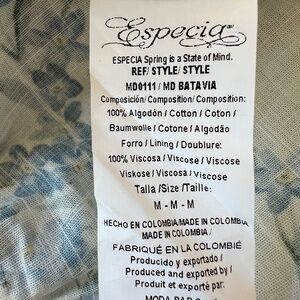 Especia
ESPECIA Spring is a State of Mind.
REF/ STYLE/ STYLE
MD0111 / MD BATAVIA
Composición/ Composition/ Composition:
100% Algodón / Cotton / Coton /
Baumwolle / Cotone / Algodão
Forro / Lining / Doublure:
100% Viscosa / Viscose / Viscose
Viskose / Viscosa / Viscose
Talla /Size /Taille:
M - M - M
HECHO EN COLOMBIA/MADE IN COLOMBIA
MADE IN COLOMBIA /
FABRIQUÉ EN LA COLOMBIE
Producido y exportado /
Produced and exported by /
Produit et exporté par:
MODA